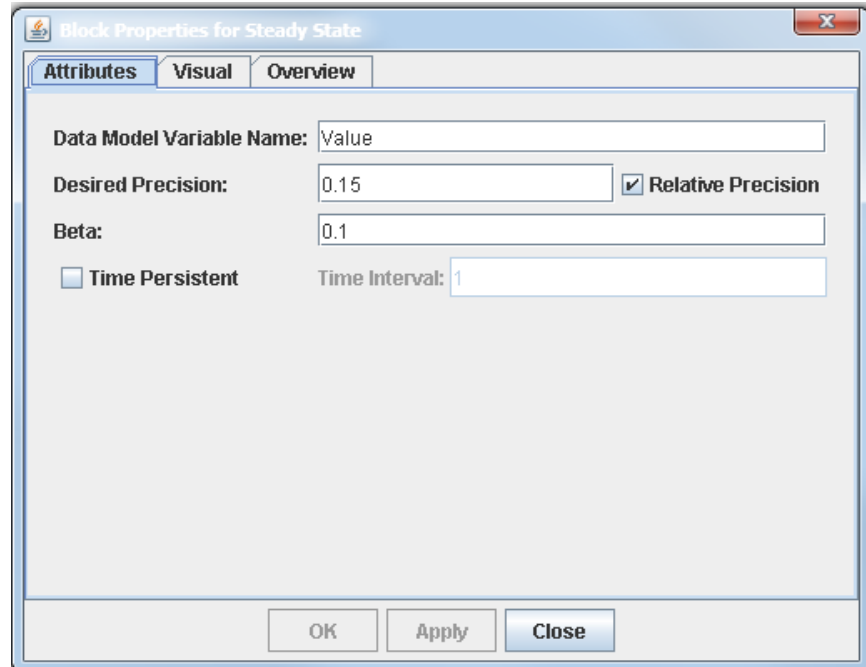 Block Properties for Steady State
Attributes Visual Overview
Data Model Variable Name: Value
Desired Precision: 0.15 Relative Precision
Beta: 0.1
Time Persistent Time Interval: 1
OK Apply Close